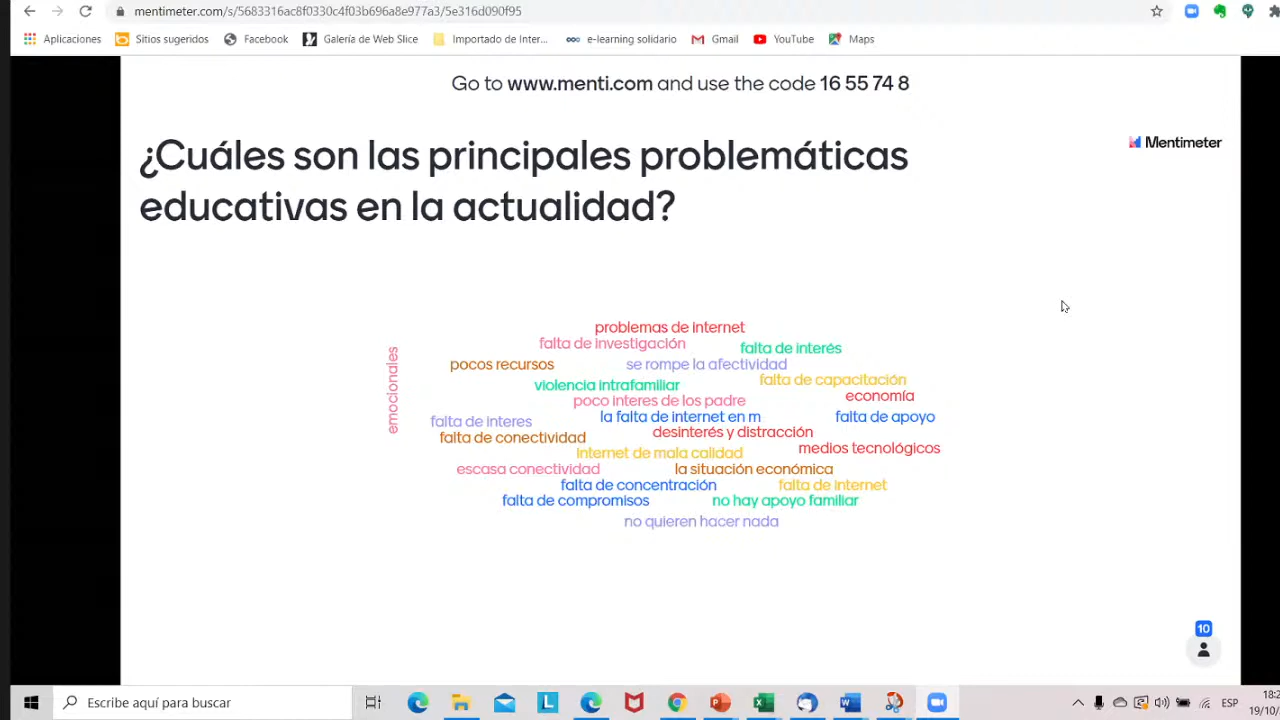 mentimeter.com/s/5683316ac8f0330c4f03b696a8e977a3/5e316d090f95
Aplicaciones Sitios sugeridos Facebook Galería de Web Slice Importado de Inter... e-learning solidario Gmail YouTube Maps
Go to www.menti.com and use the code 16 55 74 8
Mentimeter
¿Cuáles son las principales problemáticas
educativas en la actualidad?
problemas de internet
falta de investigación
falta de interés
pocos recursos
se rompe la afectividad
emocionales
violencia intrafamiliar
falta de capacitación
poco interes de los padre
economía
falta de interes
la falta de internet en m
falta de apoyo
falta de conectividad
desinterés y distracción
internet de mala calidad
medios tecnológicos
escasa conectividad
la situación económica
falta de concentración
falta de internet
falta de compromisos
no hay apoyo familiar
no quieren hacer nada
10
Escribe aquí para buscar
ESP
18:2
19/10/